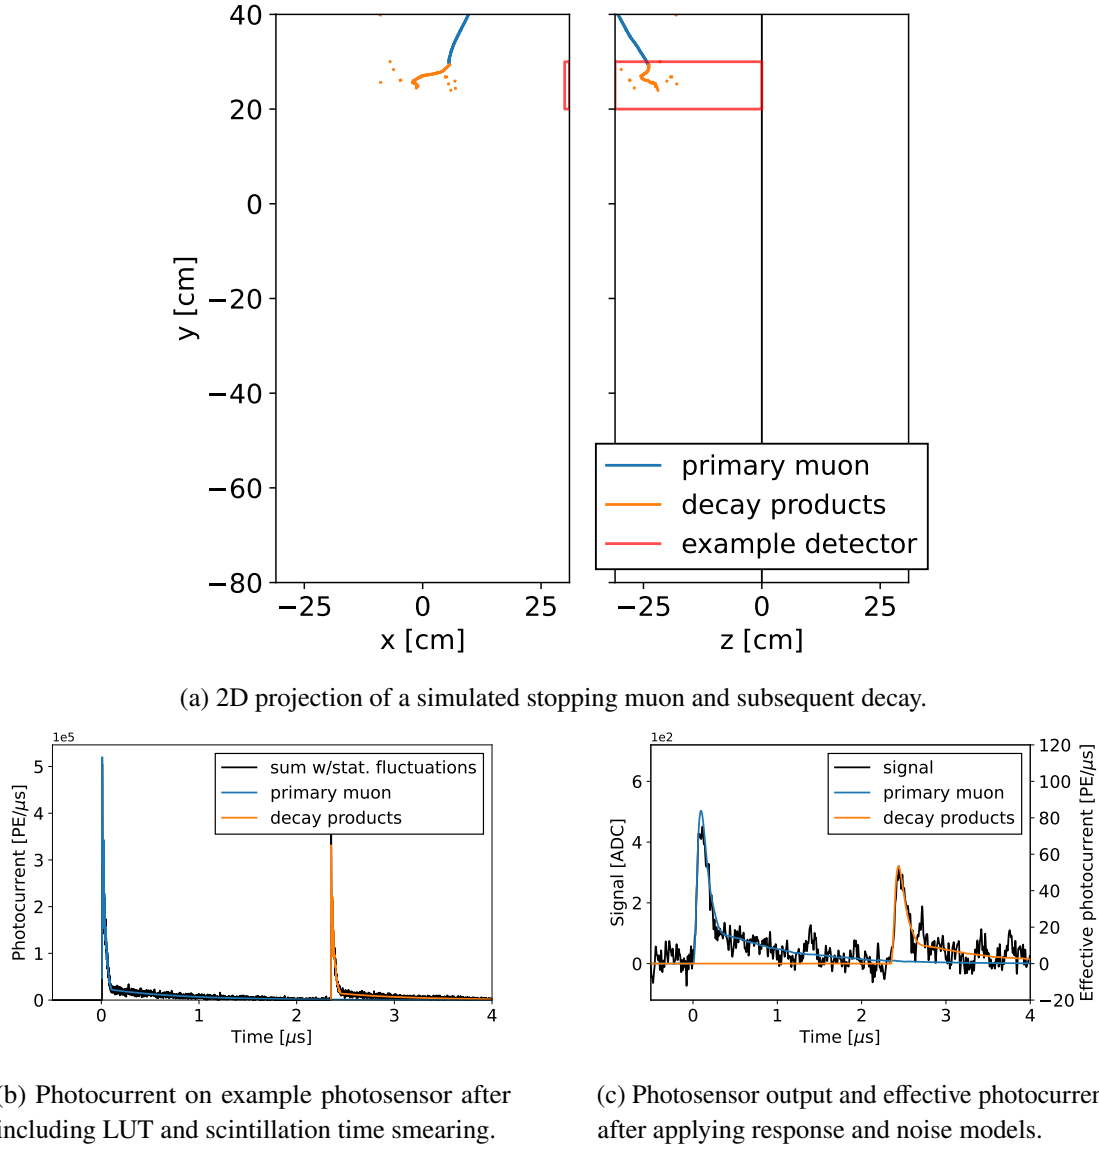 40
20
0
−20
−40
−60
−80
y [cm]
−25 0 25
x [cm]
−25 0 25
z [cm]
primary muon
decay products
example detector
(a) 2D projection of a simulated stopping muon and subsequent decay.
1e5
5
4
3
2
1
0
Photocurrent [PE/μs]
0 1 2 3 4
Time [μs]
sum w/stat. fluctuations
primary muon
decay products
1e2
6
4
2
0
Signal [ADC]
0 1 2 3 4
Time [μs]
signal
primary muon
decay products
120
100
80
60
40
20
0
−20
Effective photocurrent [PE/μs]
(b) Photocurrent on example photosensor after
including LUT and scintillation time smearing.
(c) Photosensor output and effective photocurren
after applying response and noise models.